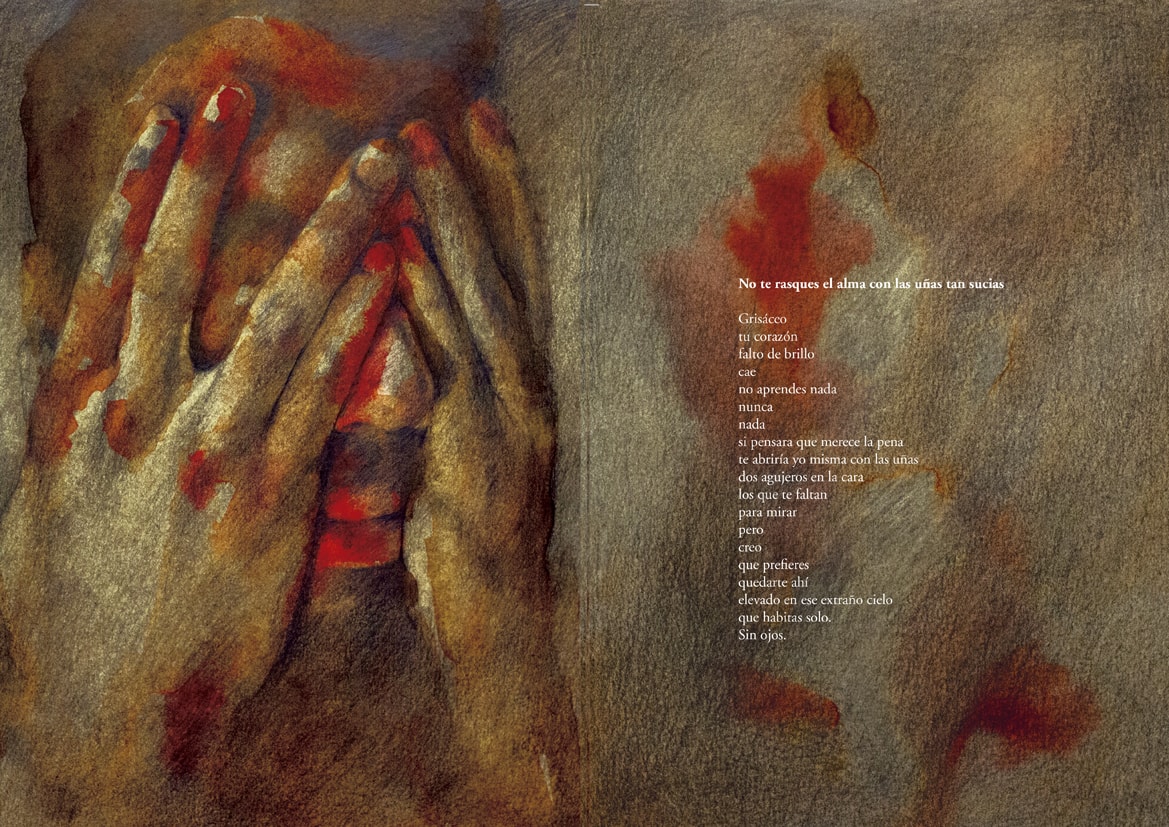 No te rasques el alma con las uñas tan sucias
Grisáceo
tu corazón
falto de brillo
cae
no aprendes nada
nunca
nada
si pensara que merece la pena
te abriría yo misma con las uñas
dos agujeros en la cara
los que te faltan
para mirar
pero
creo
que prefieres
quedarte ahí
elevado en ese extraño cielo
que habitas solo.
Sin ojos.